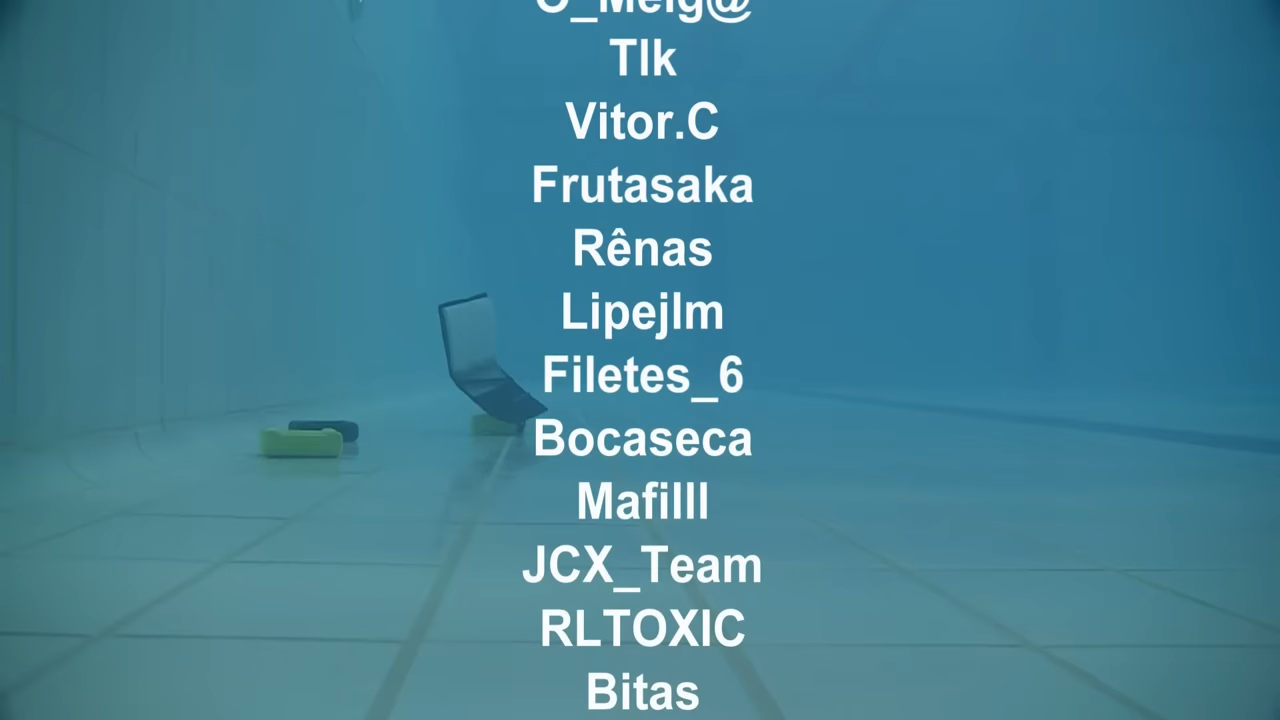 Tlk
Vitor.C
Frutasaka
Rênas
Lipejlm
Filetes_6
Bocaseca
Mafilll
JCX_Team
RLTOXIC
Bitas